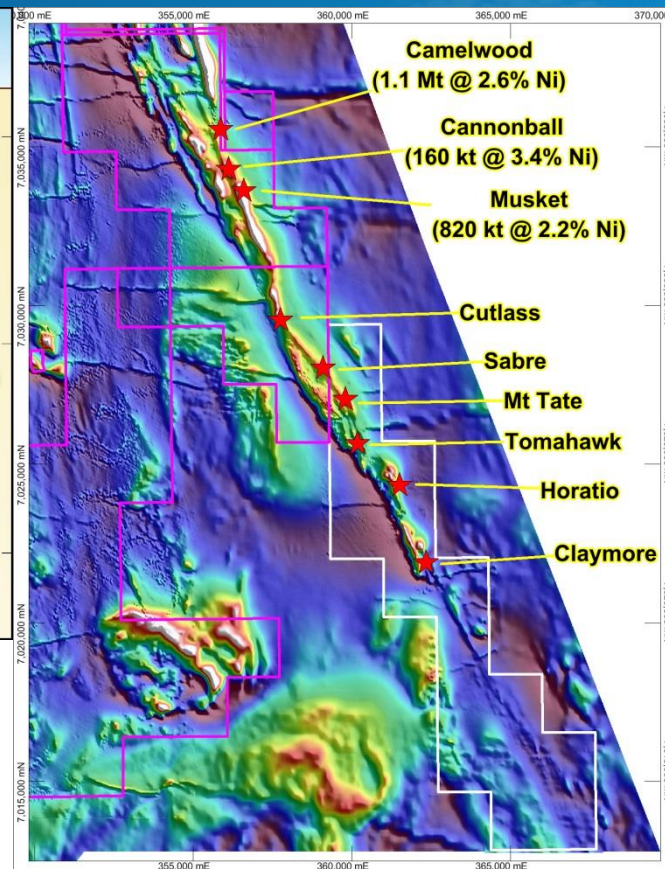 355,000 mE
360,000 mE
365,000 mE
Camelwood
(1.1 Mt @ 2.6% Ni)
7,035,000 mN
Cannonball
(160 kt @ 3.4% Ni)
Musket
(820 kt @ 2.2% Ni)
7,030,000 mN
Cutlass
Sabre
Mt Tate
7,025,000 mN
Tomahawk
Horatio
Claymore
7,020,000 mN
7,015,000 mN
355,000 mE
360,000 mE
365,000 mE